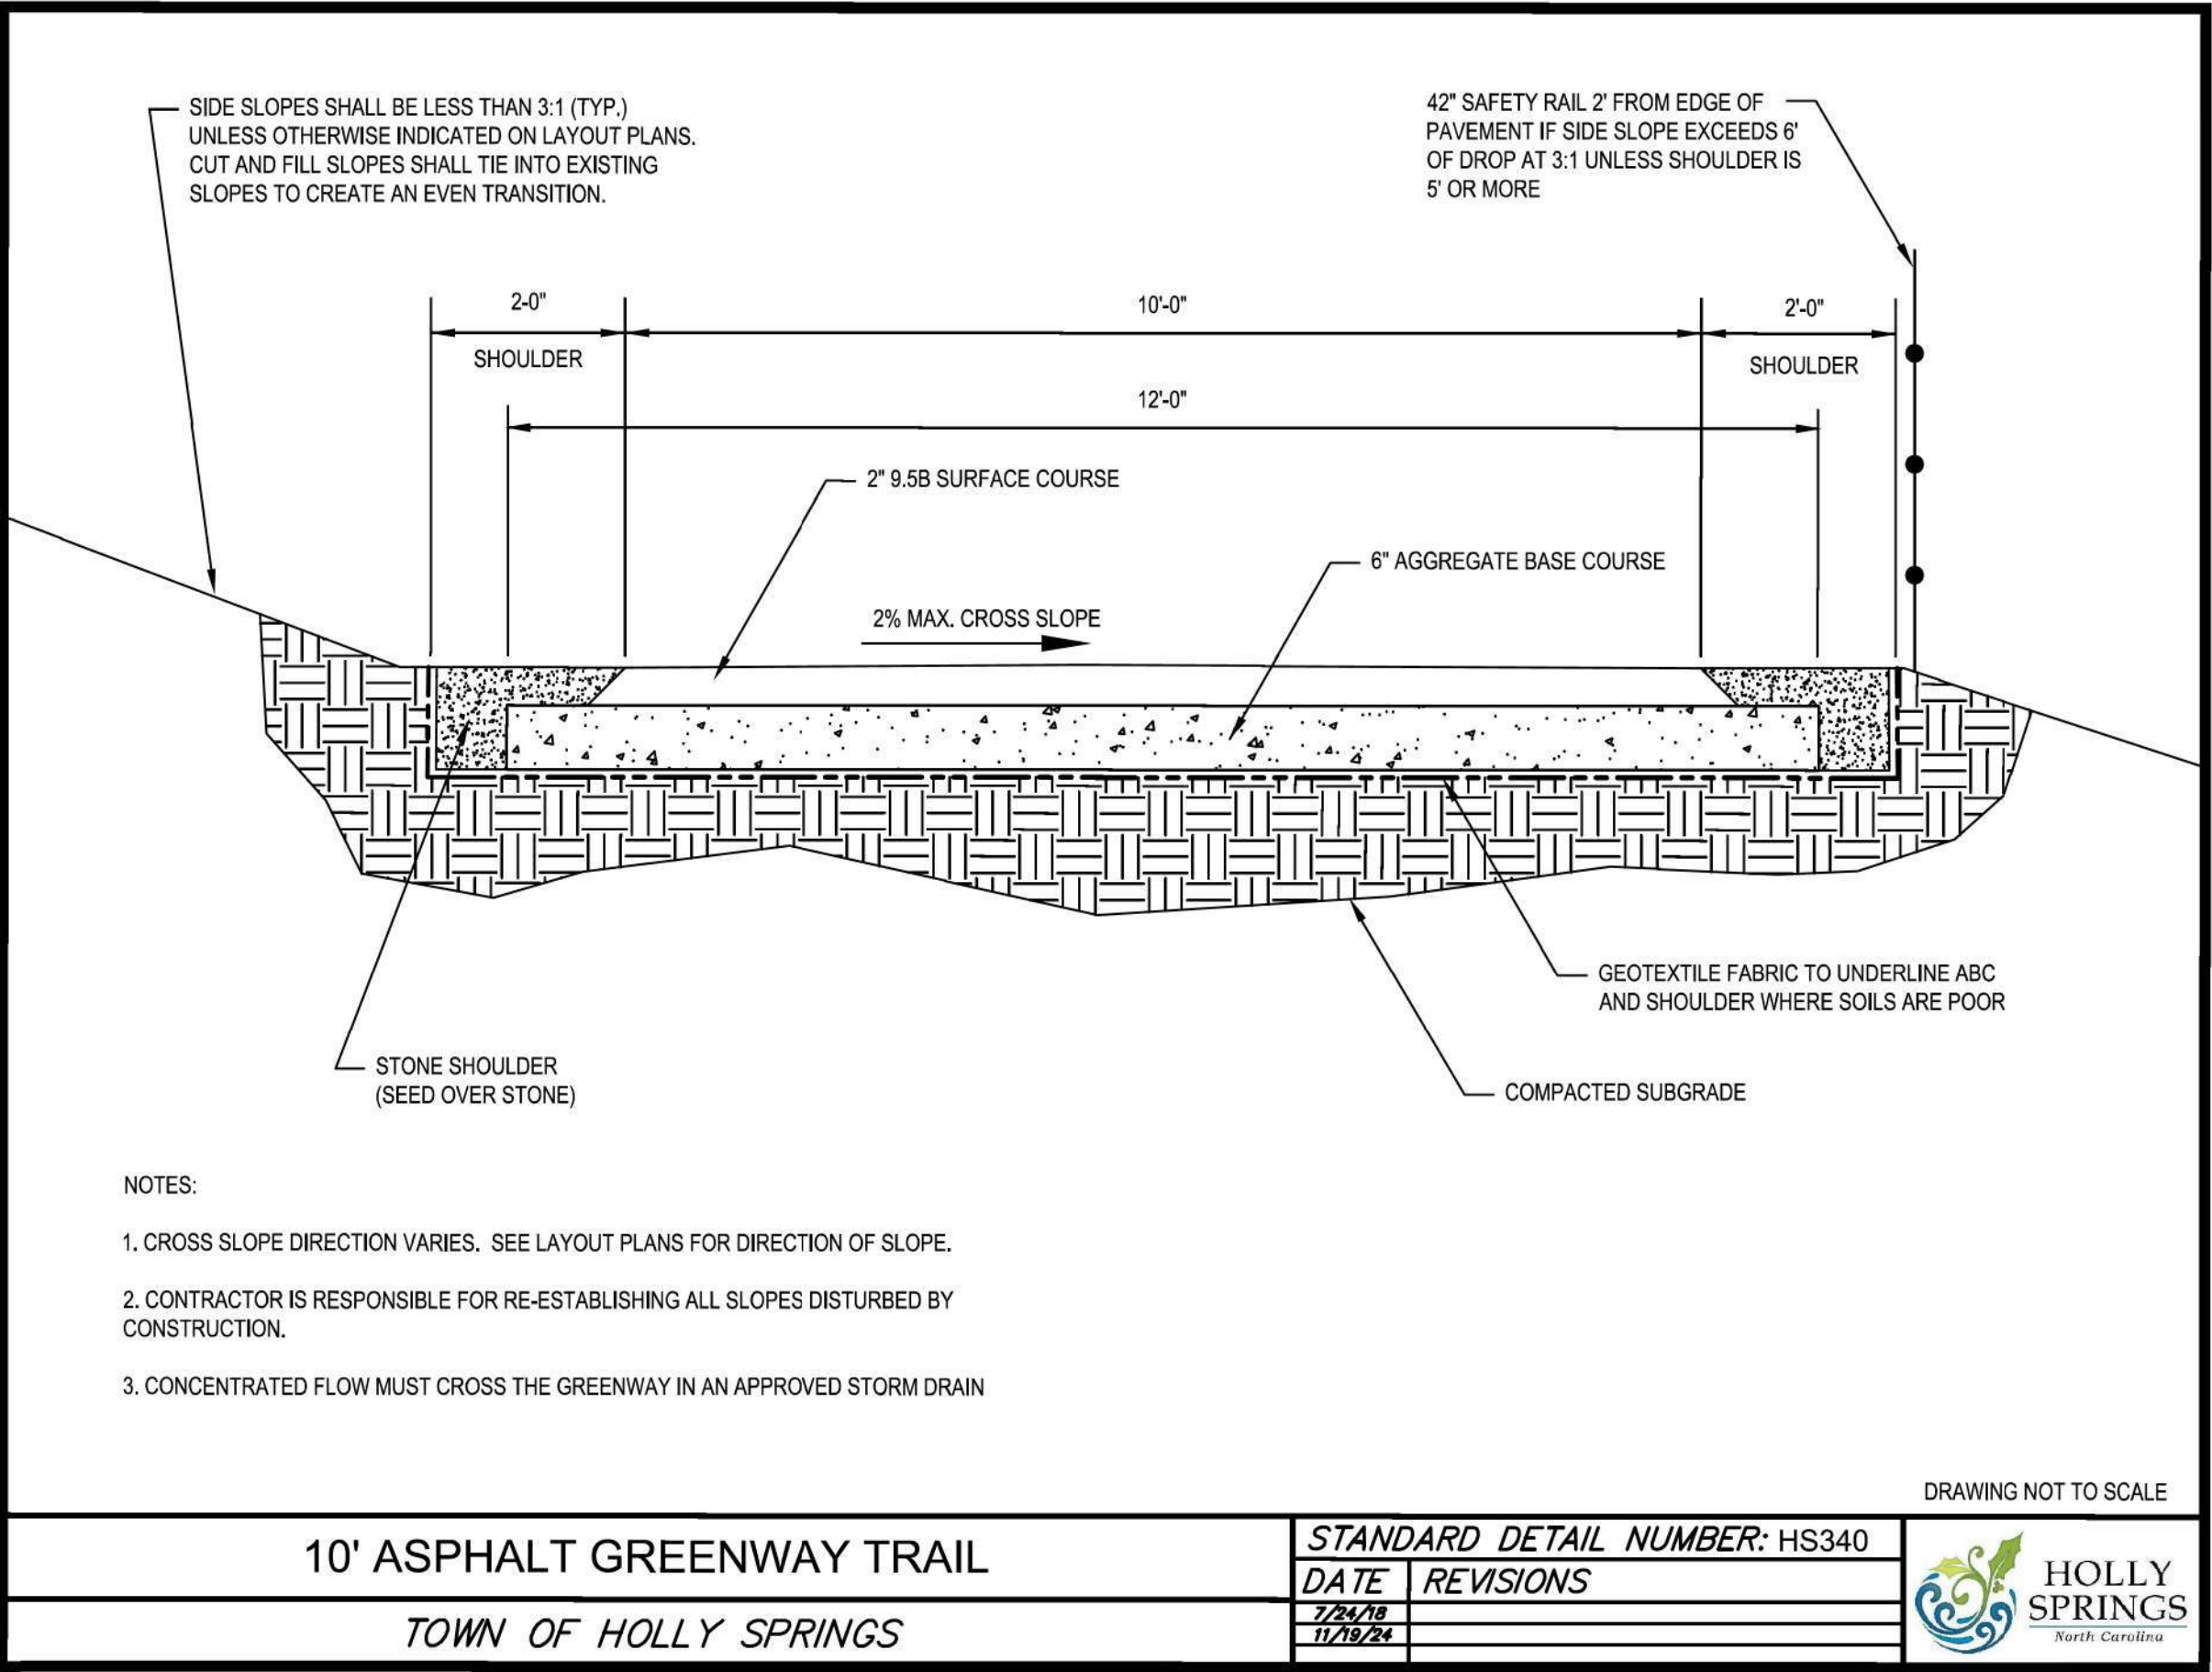 SIDE SLOPES SHALL BE LESS THAN 3:1 (TYP.)
UNLESS OTHERWISE INDICATED ON LAYOUT PLANS.
CUT AND FILL SLOPES SHALL TIE INTO EXISTING
SLOPES TO CREATE AN EVEN TRANSITION.
42" SAFETY RAIL 2' FROM EDGE OF
PAVEMENT IF SIDE SLOPE EXCEEDS 6'
OF DROP AT 3:1 UNLESS SHOULDER IS
5' OR MORE
2-0"
10'-0"
2'-0"
SHOULDER
SHOULDER
12'-0"
2" 9.5B SURFACE COURSE
6" AGGREGATE BASE COURSE
2% MAX. CROSS SLOPE
GEOTEXTILE FABRIC TO UNDERLINE ABC
AND SHOULDER WHERE SOILS ARE POOR
STONE SHOULDER
(SEED OVER STONE)
COMPACTED SUBGRADE
NOTES:
1. CROSS SLOPE DIRECTION VARIES. SEE LAYOUT PLANS FOR DIRECTION OF SLOPE.
2. CONTRACTOR IS RESPONSIBLE FOR RE-ESTABLISHING ALL SLOPES DISTURBED BY
CONSTRUCTION.
3. CONCENTRATED FLOW MUST CROSS THE GREENWAY IN AN APPROVED STORM DRAIN
DRAWING NOT TO SCALE
10' ASPHALT GREENWAY TRAIL
TOWN OF HOLLY SPRINGS
STANDARD DETAIL NUMBER: HS340
DATE REVISIONS
7/24/18
11/19/24
HOLLY
SPRINGS
North Carolina